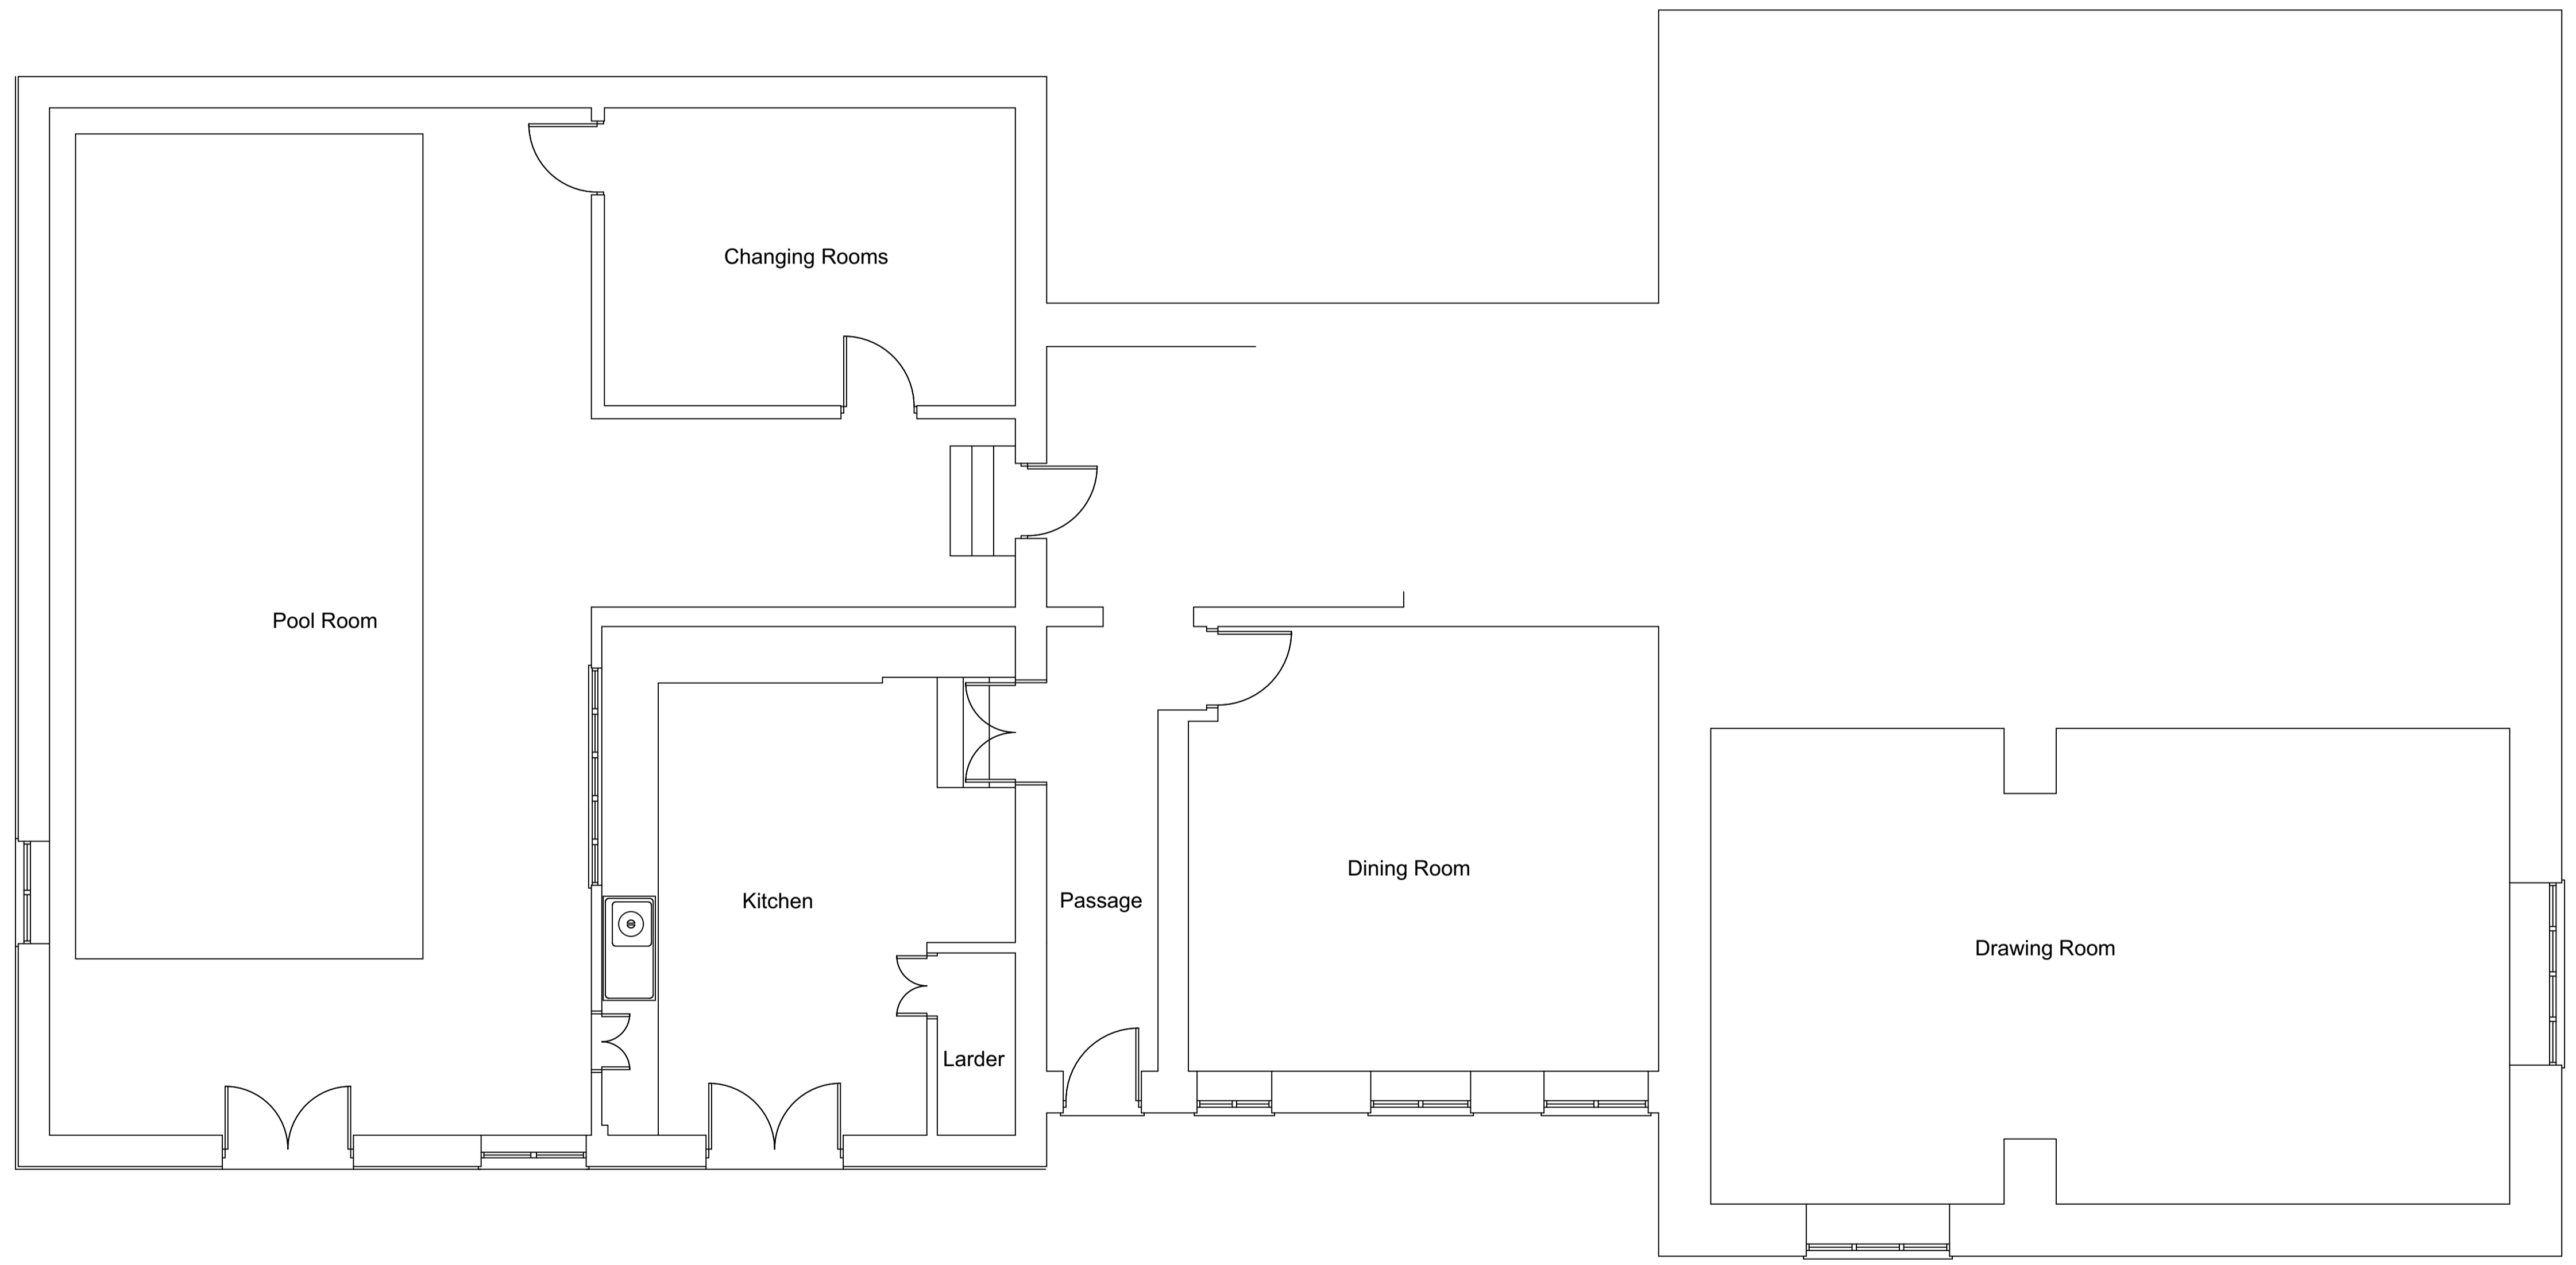 Changing Rooms
Pool Room
Dining Room
Kitchen
Passage
Drawing Room
Larder